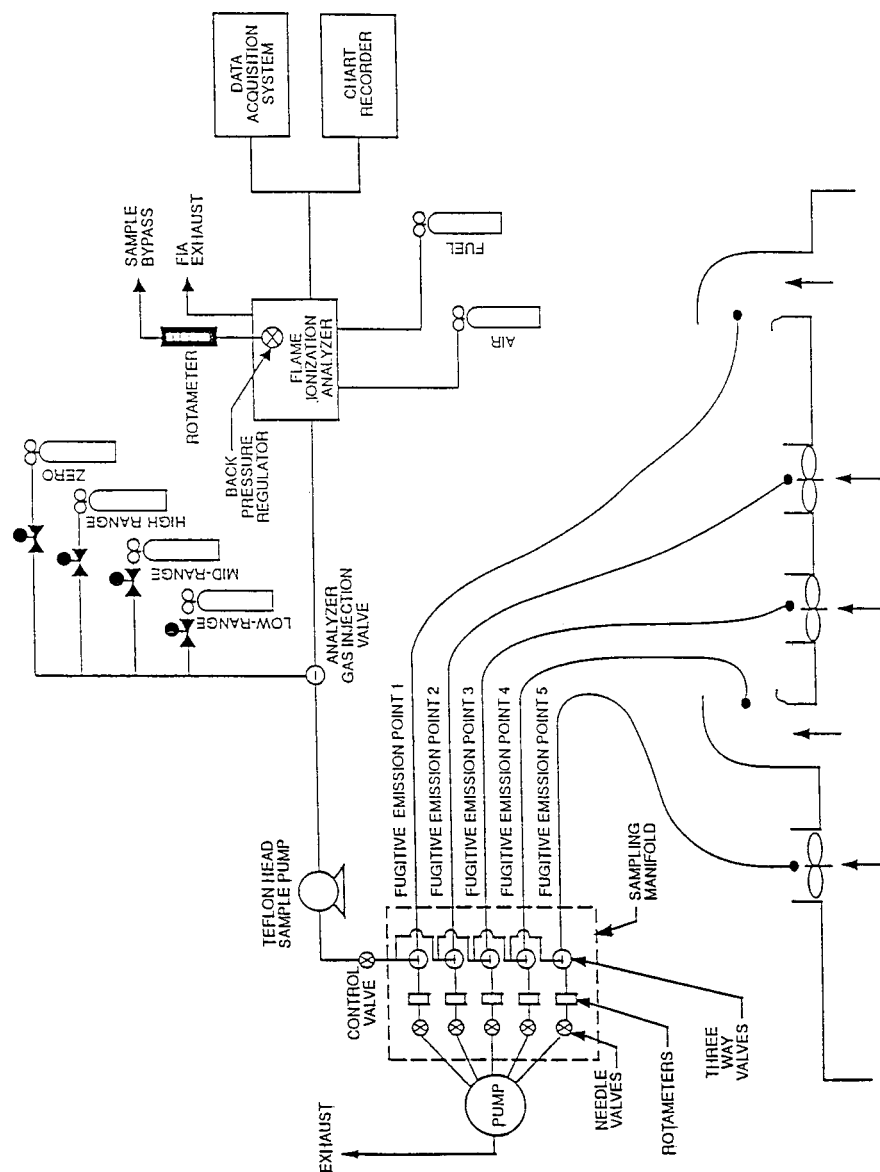 DATA
ACQUISITION
SYSTEM
CHART
RECORDER
SAMPLE
BYPASS
FIA
EXHAUST
ROTAMETER
FLAME
IONIZATION
ANALYZER
BACK
PRESSURE
REGULATOR
FUEL
AIR
ZERO
HIGH RANGE
MID-RANGE
LOW-RANGE
ANALYZER
GAS INJECTION
VALVE
TEFLON HEAD
SAMPLE PUMP
CONTROL
VALVE
FUGITIVE EMISSION POINT 1
FUGITIVE EMISSION POINT 2
FUGITIVE EMISSION POINT 3
FUGITIVE EMISSION POINT 4
FUGITIVE EMISSION POINT 5
SAMPLING
MANIFOLD
THREE
WAY
VALVES
ROTAMETERS
NEEDLE
VALVES
PUMP
EXHAUST